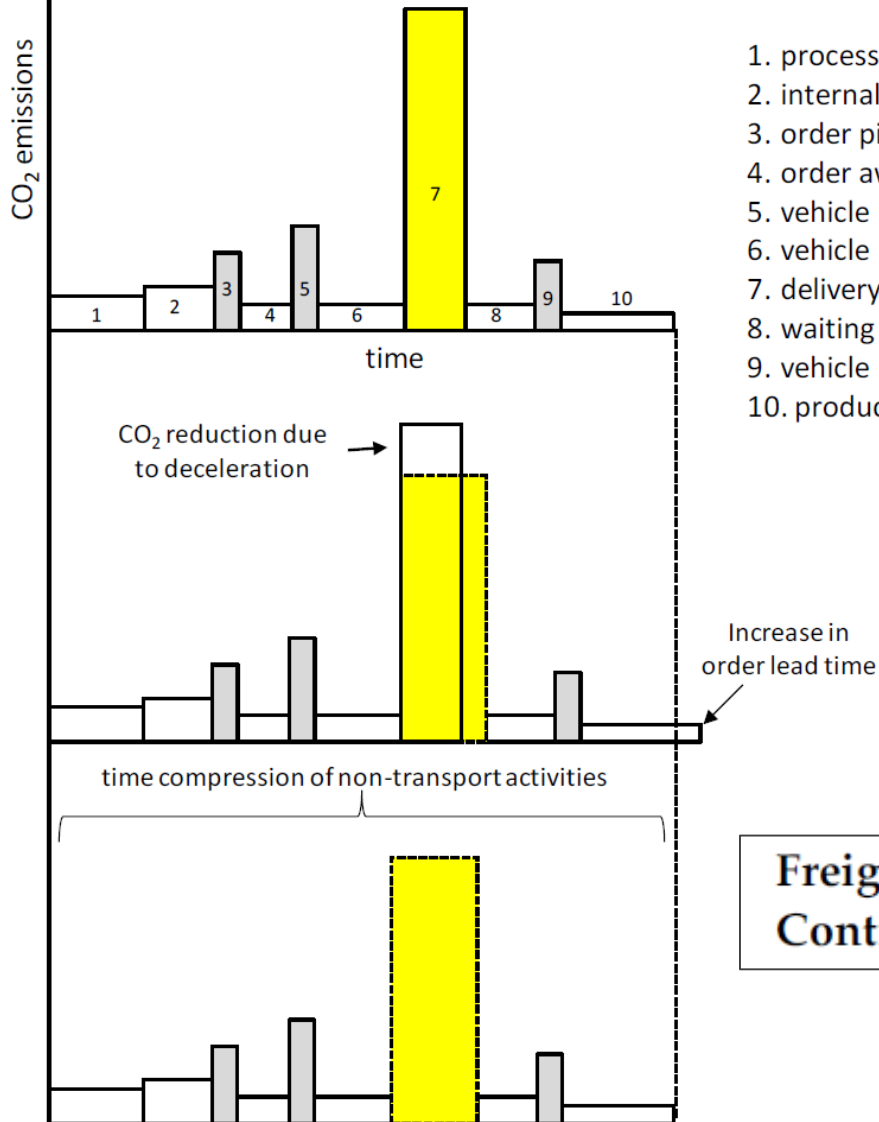 CO₂ emissions
1
2
3
4
5
6
7
8
9
10
time
1. process
2. internal
3. order pi
4. order aw
5. vehicle
6. vehicle
7. delivery
8. waiting
9. vehicle
10. produc
CO₂ reduction due
to deceleration
Increase in
order lead time
time compression of non-transport activities
Freig
Cont